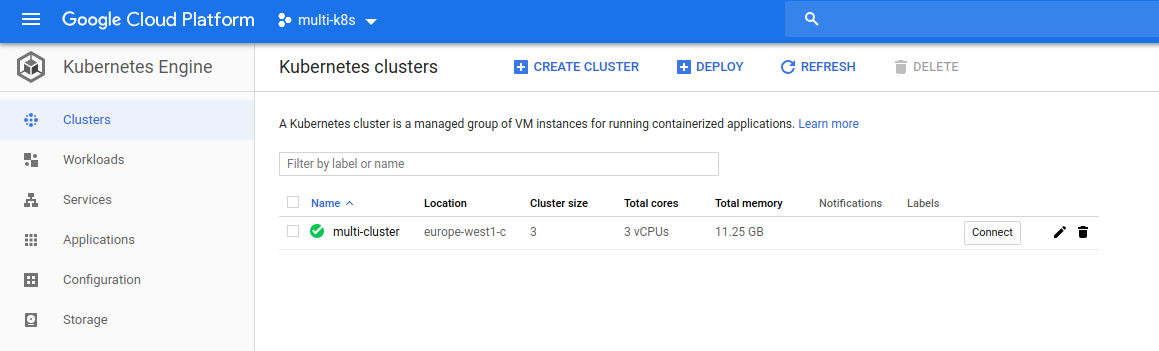 Google Cloud Platform multi-k8s
Kubernetes Engine
Kubernetes clusters CREATE CLUSTER DEPLOY REFRESH DELETE
Clusters
Workloads
Services
Applications
Configuration
Storage
A Kubernetes cluster is a managed group of VM instances for running containerized applications. Learn more
Filter by label or name
Name Location Cluster size Total cores Total memory Notifications Labels
multi-cluster europe-west1-c 3 3 vCPUs 11.25 GB Connect